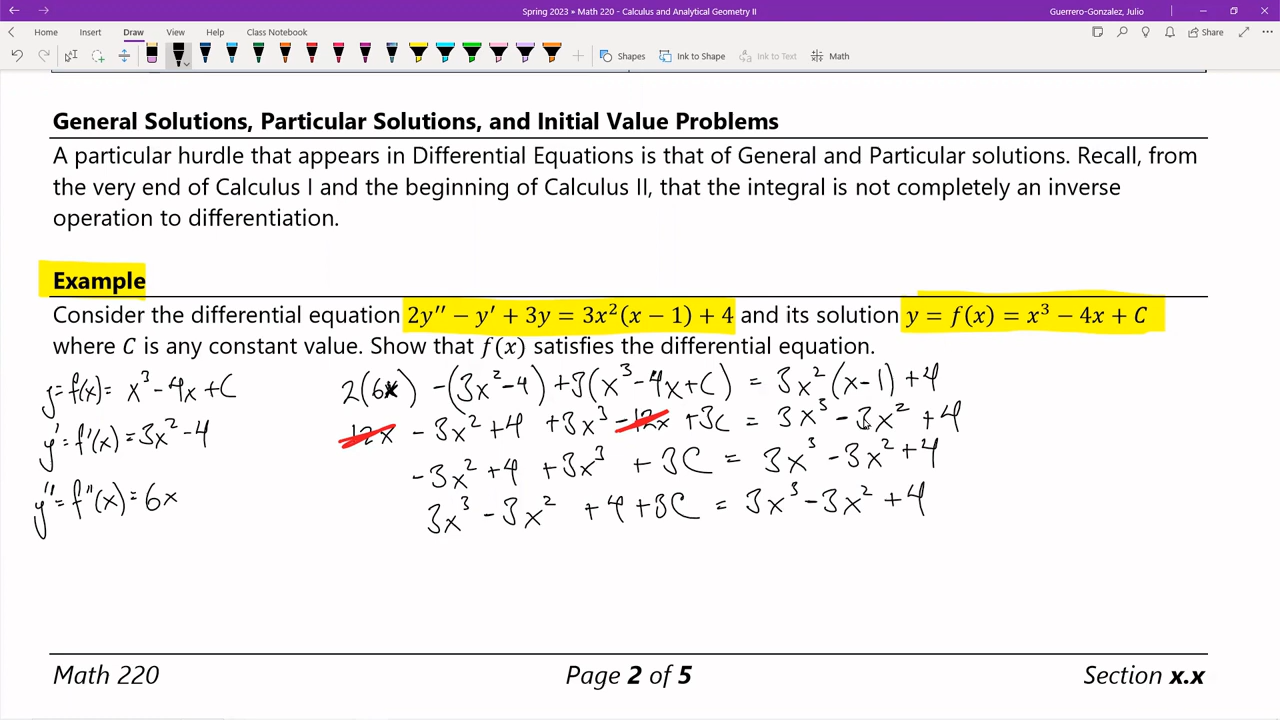 Spring 2023 » Math 220 - Calculus and Analytical Geometry II
Guerrero-Gonzalez, Julio
Home Insert Draw View Help Class Notebook
Share
Shapes Ink to Shape Ink to Text Math
General Solutions, Particular Solutions, and Initial Value Problems
A particular hurdle that appears in Differential Equations is that of General and Particular solutions. Recall, from
the very end of Calculus I and the beginning of Calculus II, that the integral is not completely an inverse
operation to differentiation.
Example
Consider the differential equation 2y′′ − y′ + 3y = 3x²(x − 1) + 4 and its solution y = f(x) = x³ − 4x + C
where C is any constant value. Show that f(x) satisfies the differential equation.
y=f(x)= x³-4x+C
y'=f'(x)=3x²-4
y''=f''(x)=6x
2(6x) -(3x²-4)+3(x³-4x+C) = 3x²(x-1)+4
12x - 3x²+4 +3x³-12x +3C = 3x³-3x²+4
-3x²+4 +3x³ +3C = 3x³-3x²+4
3x³-3x² +4+3C = 3x³-3x²+4
Math 220
Page 2 of 5
Section x.x